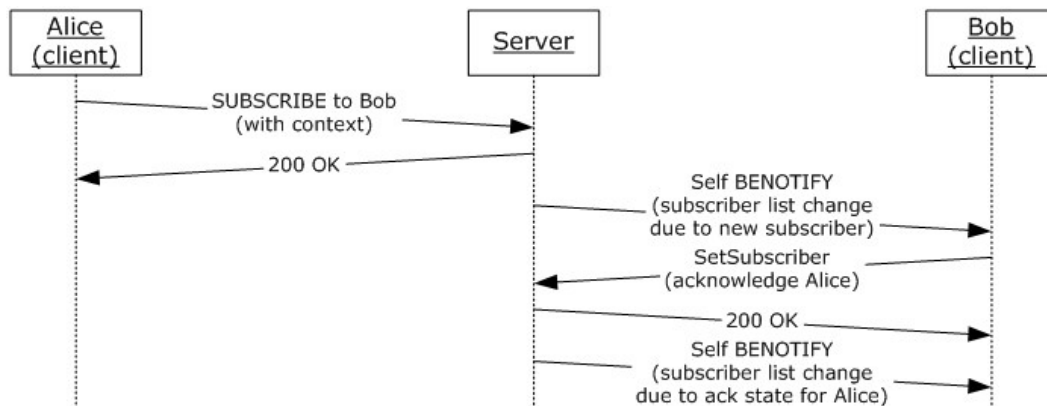 Alice
(client)
Server
Bob
(client)
SUBSCRIBE to Bob
(with context)
200 OK
Self BENOTIFY
(subscriber list change
due to new subscriber)
SetSubscriber
(acknowledge Alice)
200 OK
Self BENOTIFY
(subscriber list change
due to ack state for Alice)